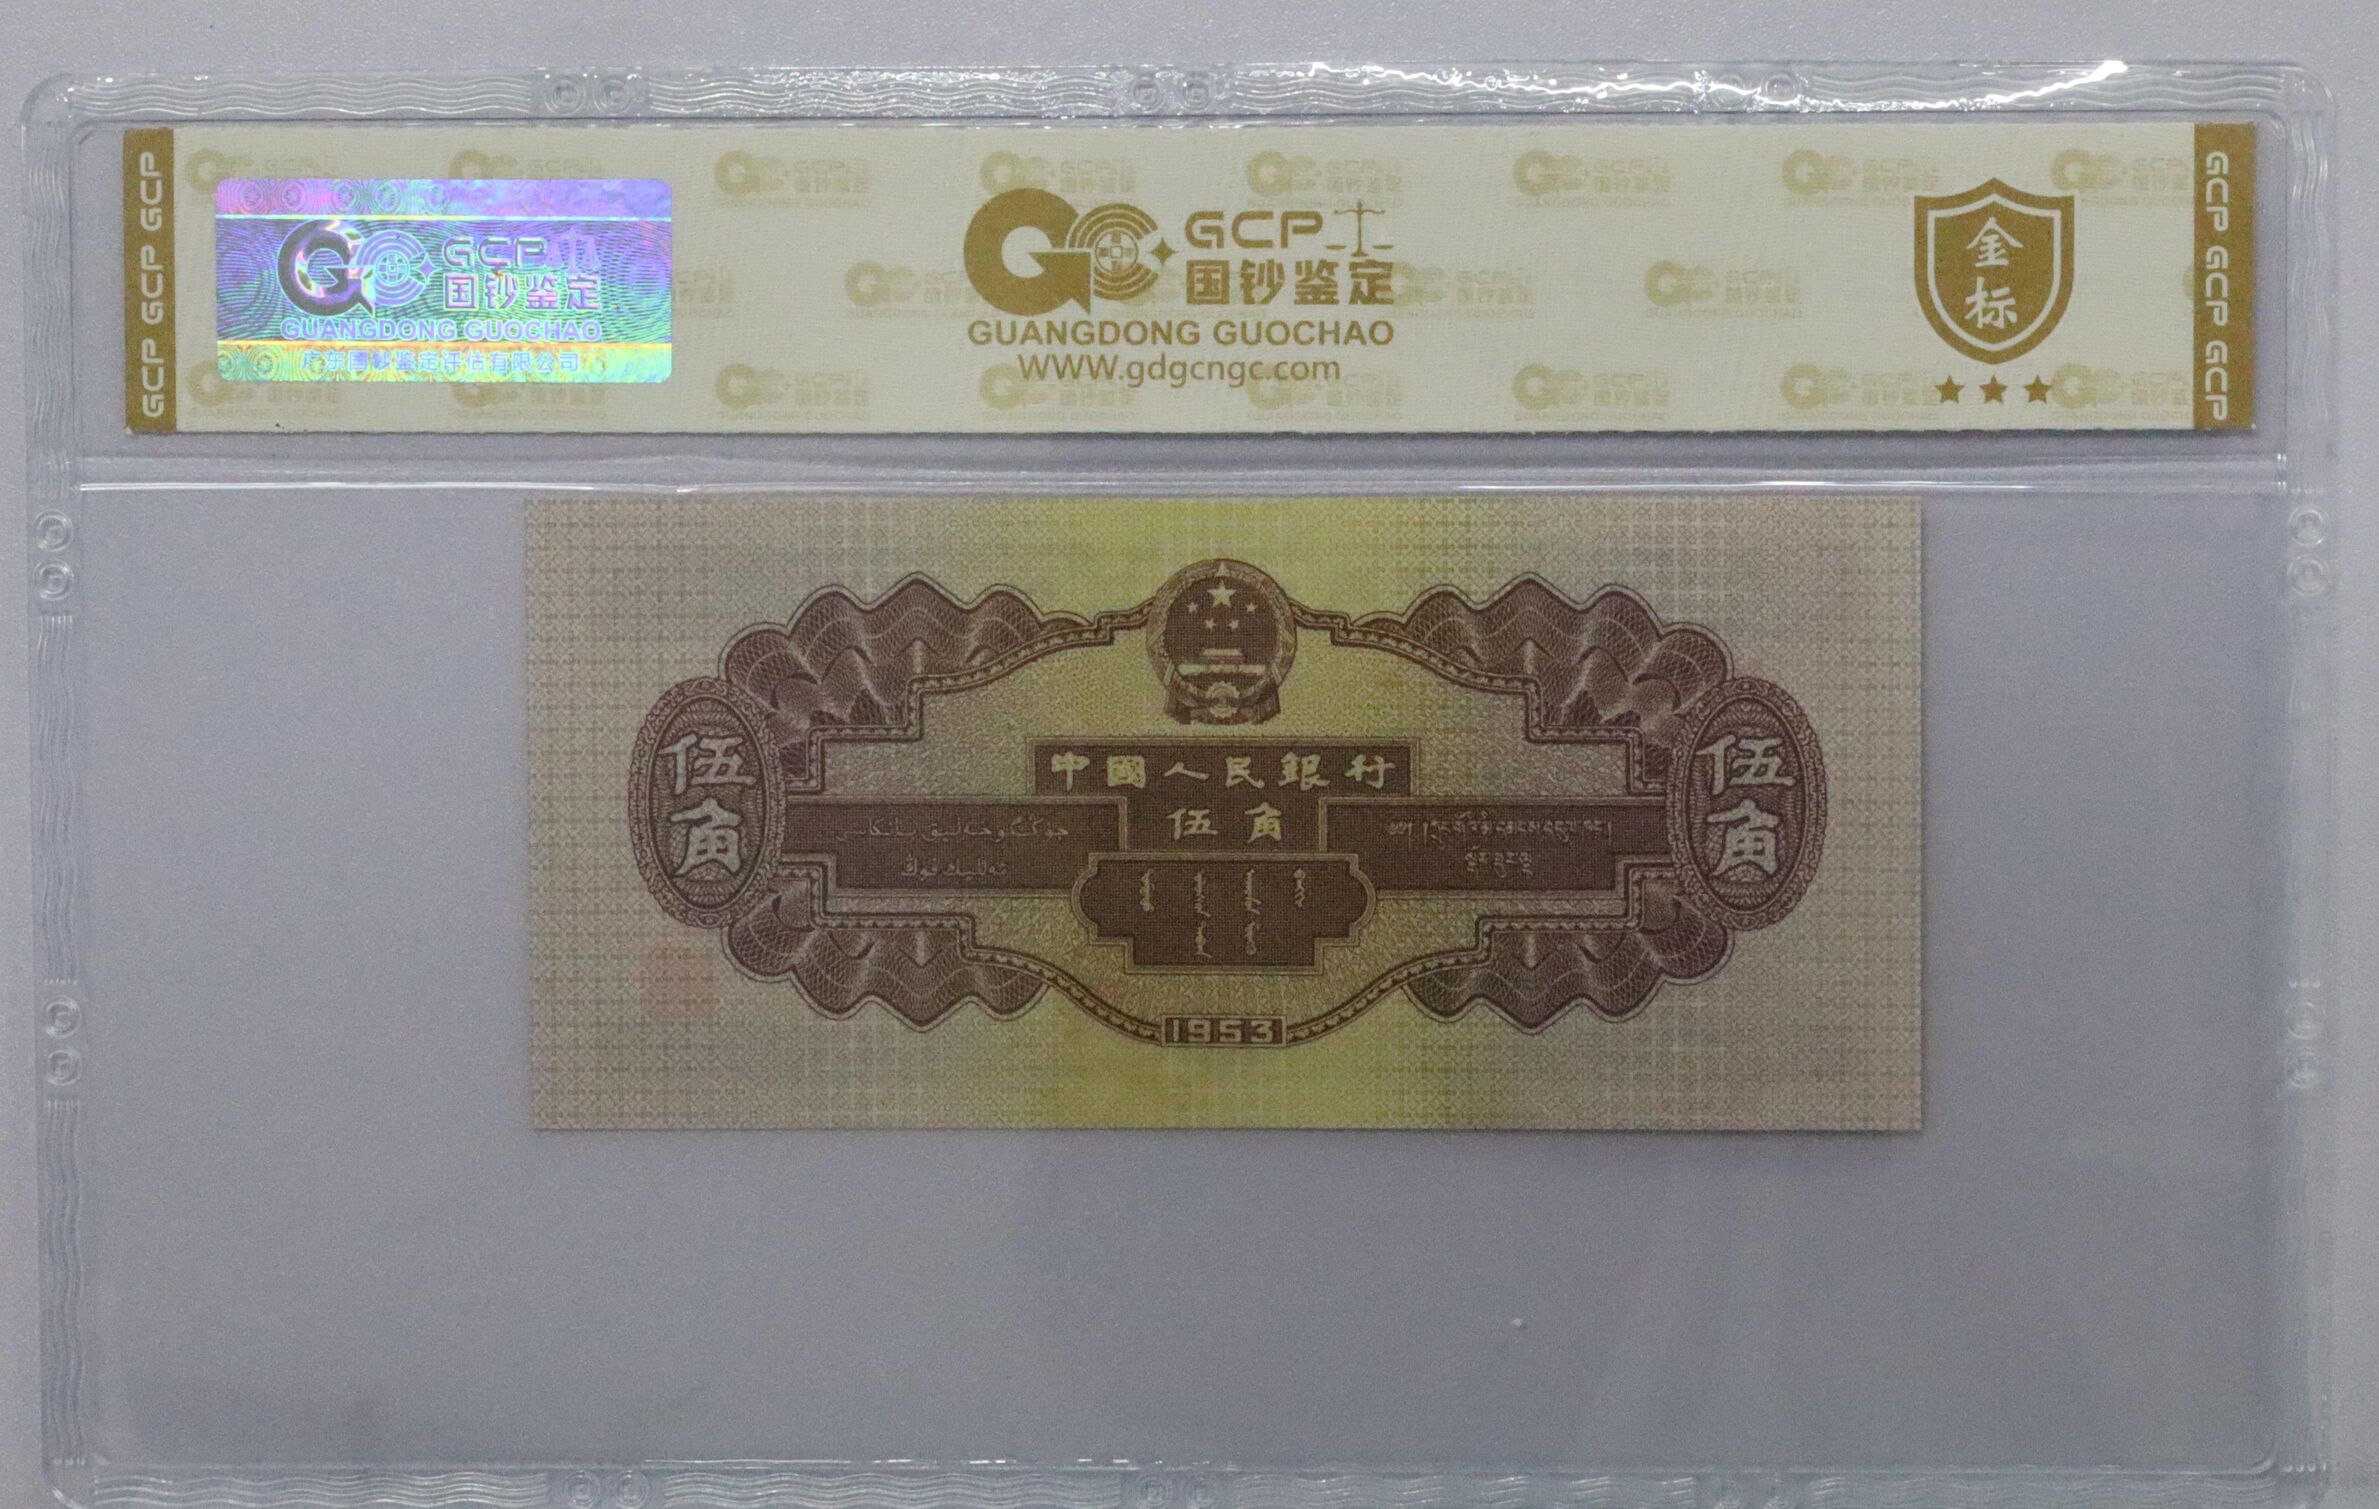 GCP GCP GCP
GCP
国钞鉴定
GUANGDONG GUOCHAO
广东国钞鉴定评估有限公司
GCP
国钞鉴定
GUANGDONG GUOCHAO
WWW.gdgcngc.com
金
标
GCP GCP GCP
中國人民銀行
伍角
伍角
伍角
1953